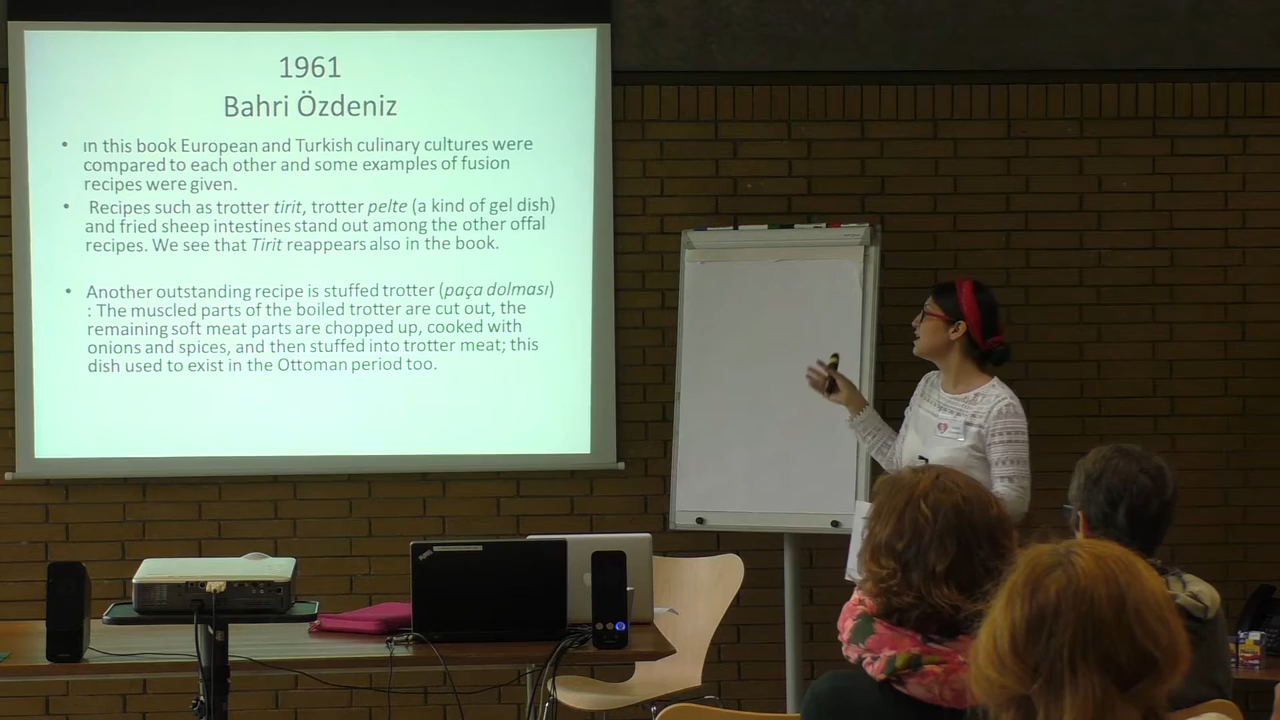 1961
Bahri Özdeniz
• ın this book European and Turkish culinary cultures were
compared to each other and some examples of fusion
recipes were given.
• Recipes such as trotter tirit, trotter pelte (a kind of gel dish)
and fried sheep intestines stand out among the other offal
recipes. We see that Tirit reappears also in the book.
• Another outstanding recipe is stuffed trotter (paça dolması)
: The muscled parts of the boiled trotter are cut out, the
remaining soft meat parts are chopped up, cooked with
onions and spices, and then stuffed into trotter meat; this
dish used to exist in the Ottoman period too.